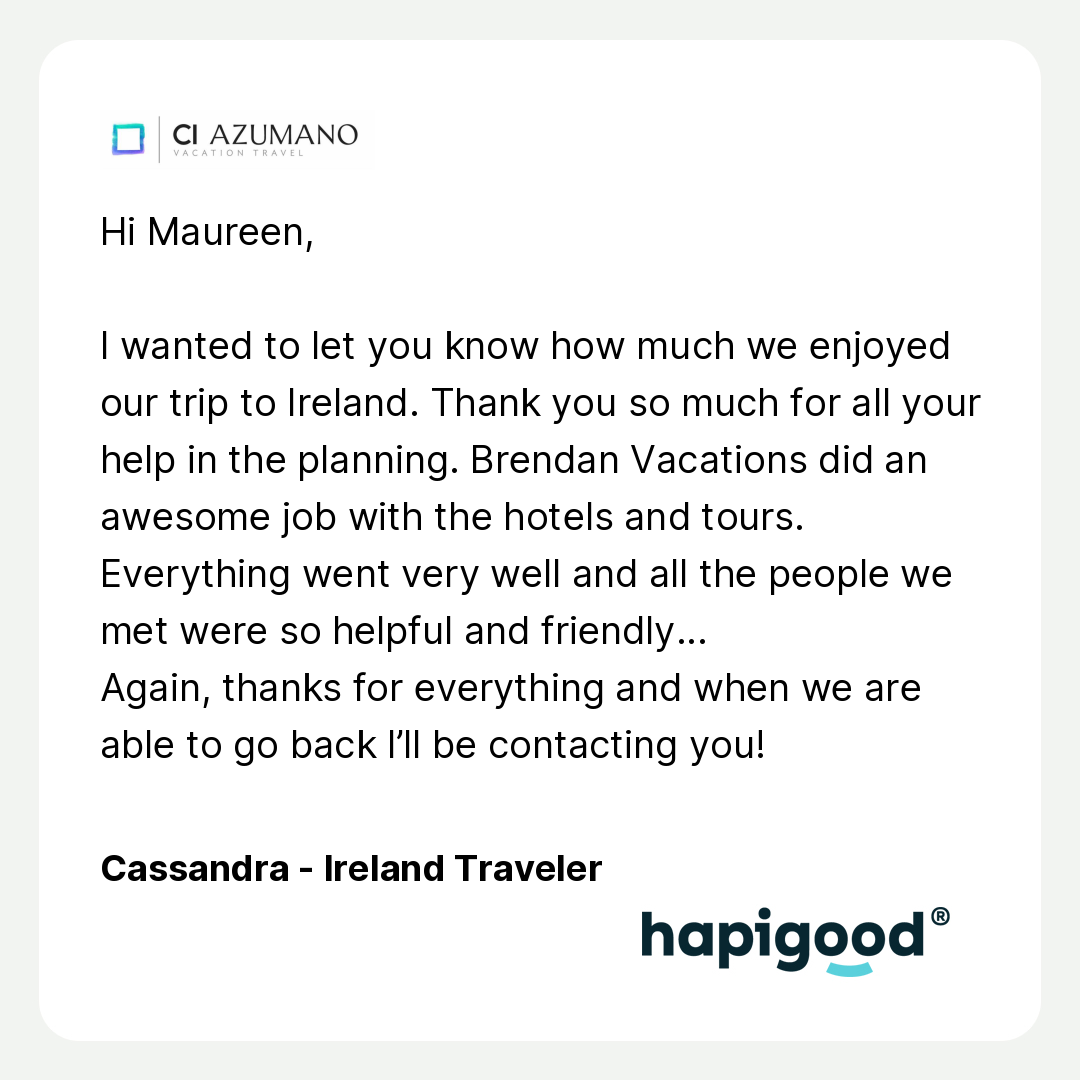 CI AZUMANO
VACATION TRAVEL
Hi Maureen,
I wanted to let you know how much we enjoyed
our trip to Ireland. Thank you so much for all your
help in the planning. Brendan Vacations did an
awesome job with the hotels and tours.
Everything went very well and all the people we
met were so helpful and friendly...
Again, thanks for everything and when we are
able to go back I’ll be contacting you!
Cassandra - Ireland Traveler
hapigood®